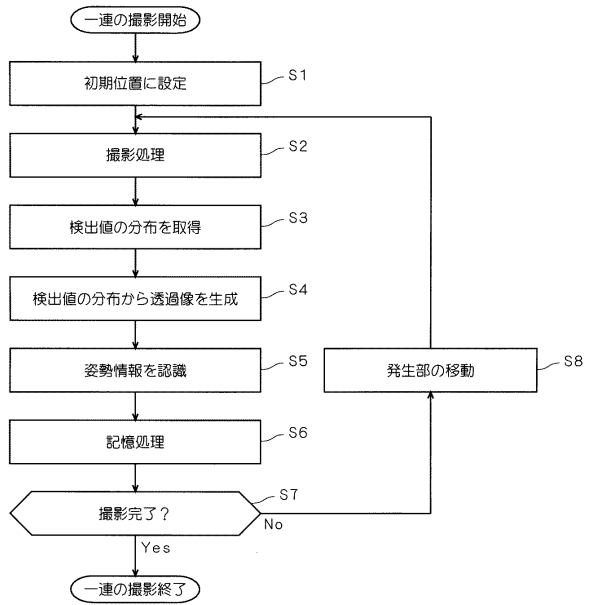 一連の撮影開始
初期位置に設定
S1
撮影処理
S2
検出値の分布を取得
S3
検出値の分布から透過像を生成
S4
姿勢情報を認識
S5
発生部の移動
S8
記憶処理
S6
撮影完了？
S7
No
Yes
一連の撮影終了